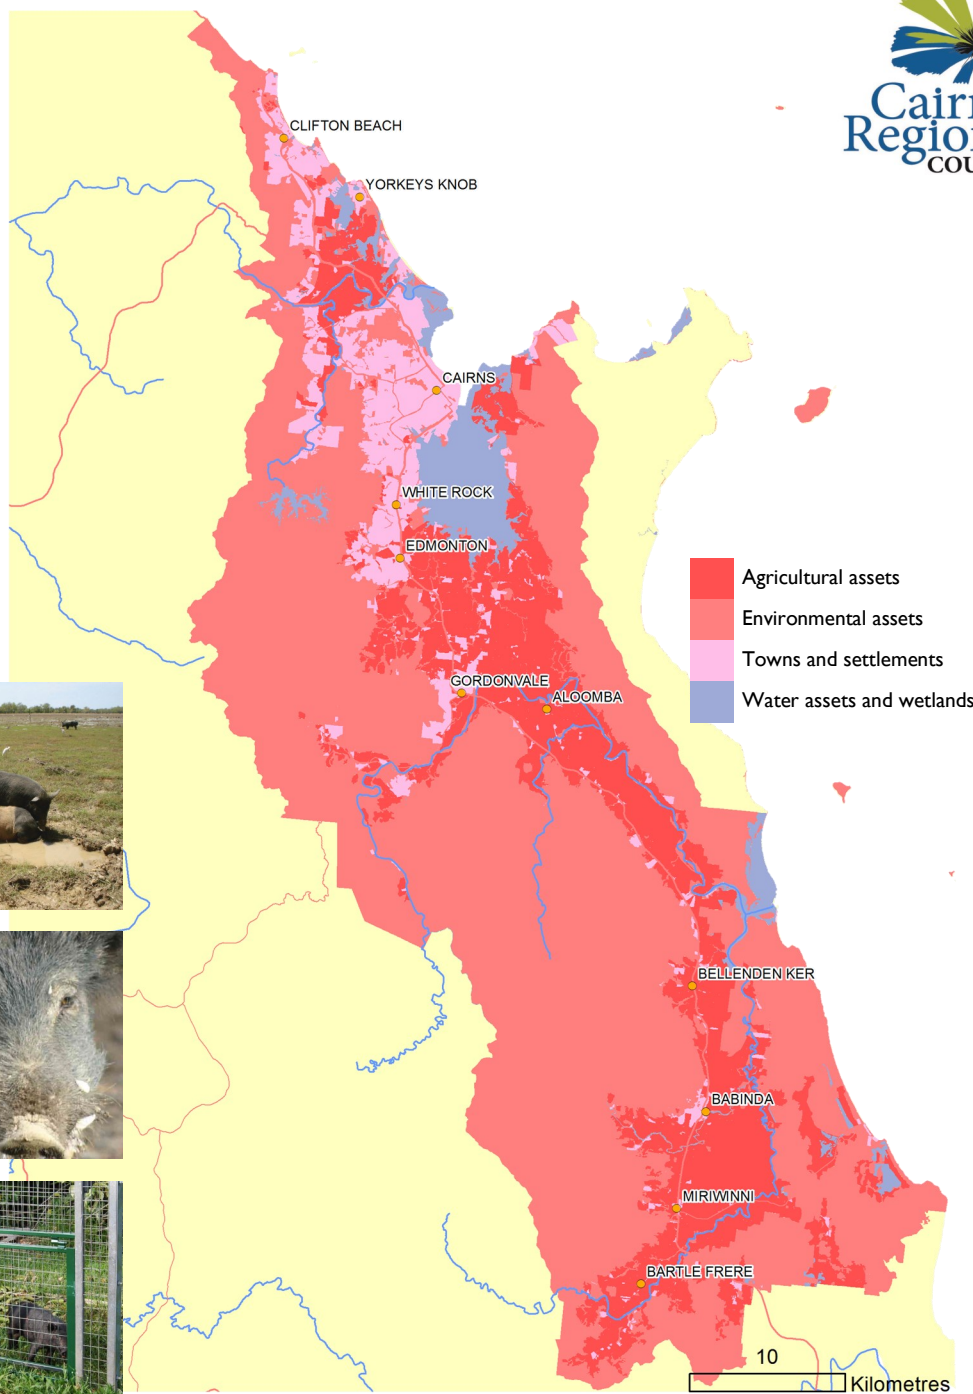 Regio
COU
CLIFTON BEACH
YORKEYS KNOB
CAIRNS
WHITE ROCK
EDMONTON
Agricultural assets
Environmental assets
Towns and settlements
Water assets and wetlands
GORDONVALE
ALOOMBA
BELLENDEN KER
BABINDA
MIRIWINNI
BARTLE FRERE
10
Kilometres